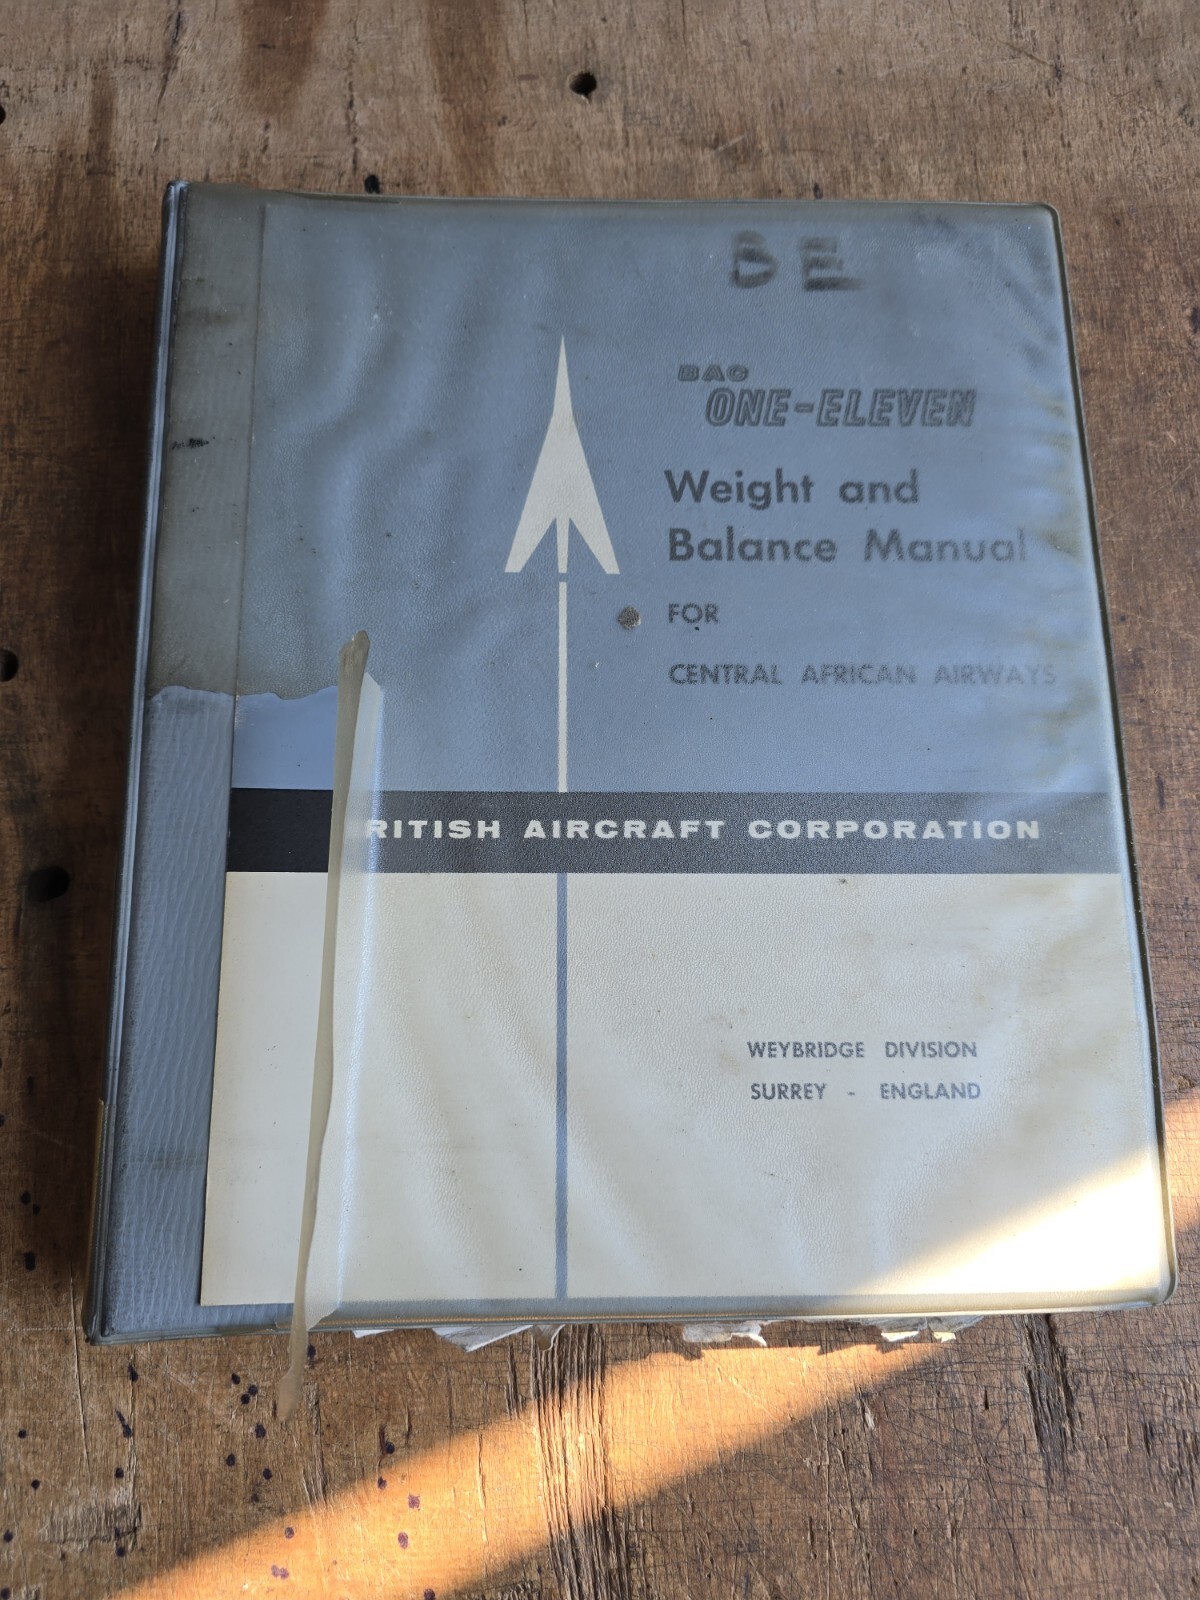 BE
BAC
ONE-ELEVEN
Weight and
Balance Manual
FOR
CENTRAL AFRICAN AIRWAYS
RITISH AIRCRAFT CORPORATION
WEYBRIDGE DIVISION
SURREY - ENGLAND